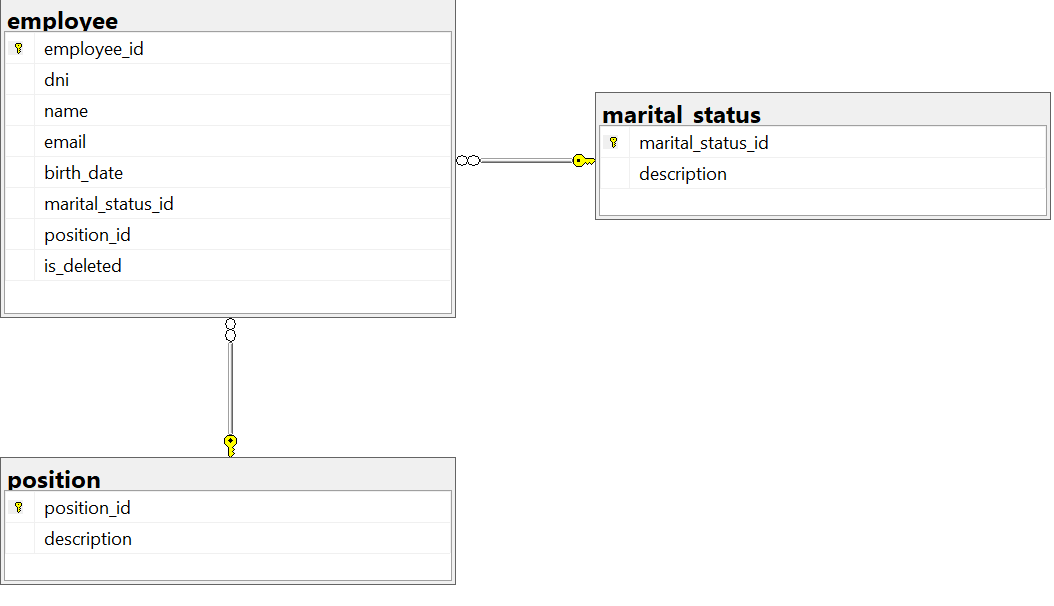 employee
employee_id
dni
name
email
birth_date
marital_status_id
position_id
is_deleted
marital_status
marital_status_id
description
position
position_id
description